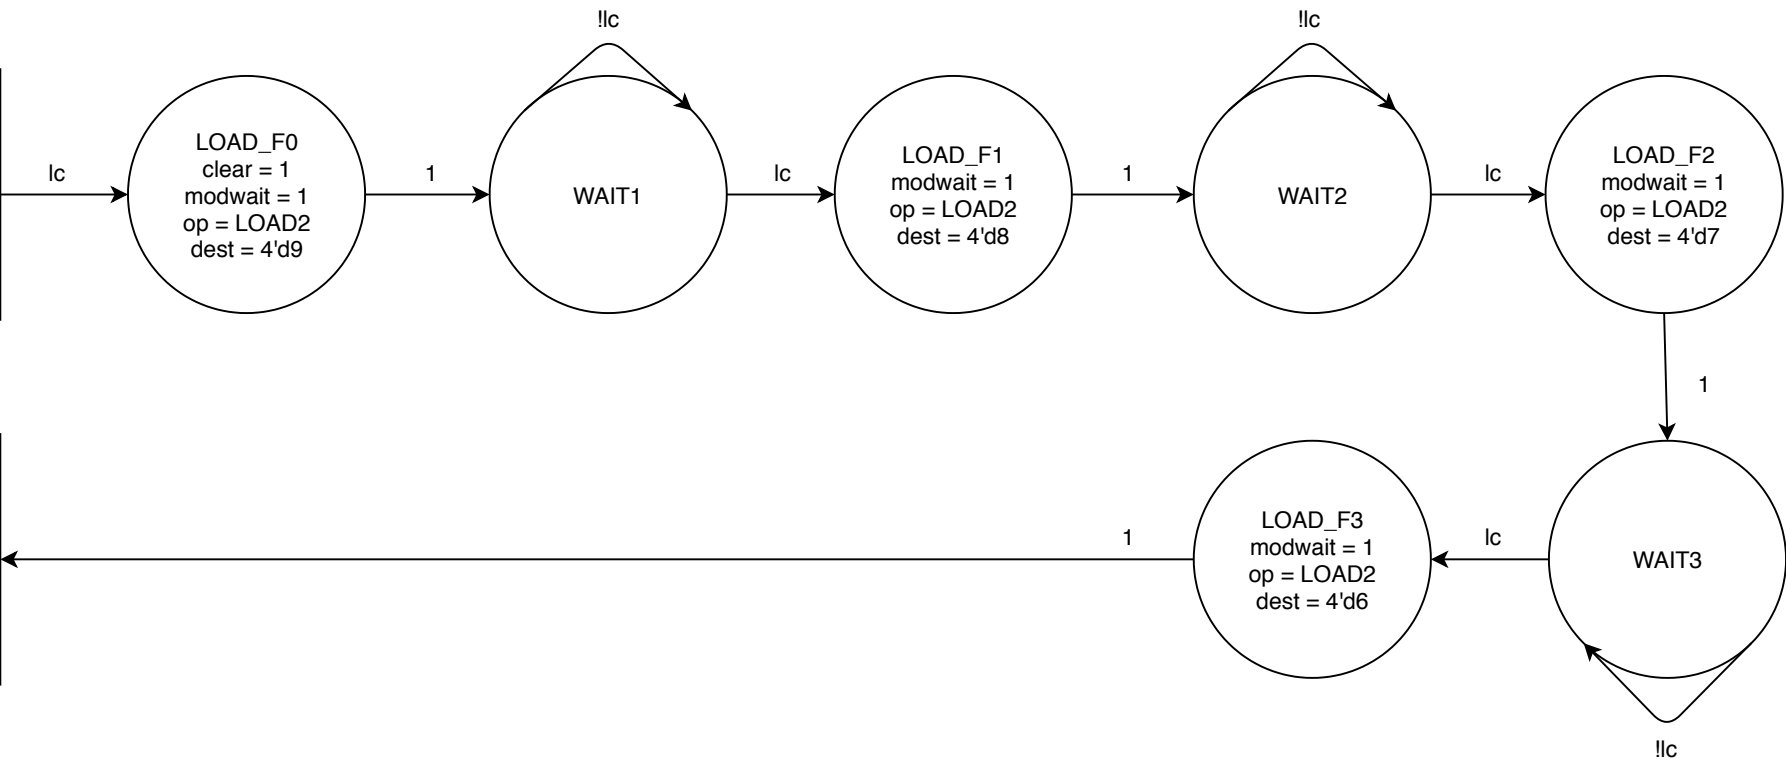 !lc
!lc
lc
LOAD_F0
clear = 1
modwait = 1
op = LOAD2
dest = 4'd9
1
WAIT1
lc
LOAD_F1
modwait = 1
op = LOAD2
dest = 4'd8
1
WAIT2
lc
LOAD_F2
modwait = 1
op = LOAD2
dest = 4'd7
1
WAIT3
lc
LOAD_F3
modwait = 1
op = LOAD2
dest = 4'd6
1
!lc